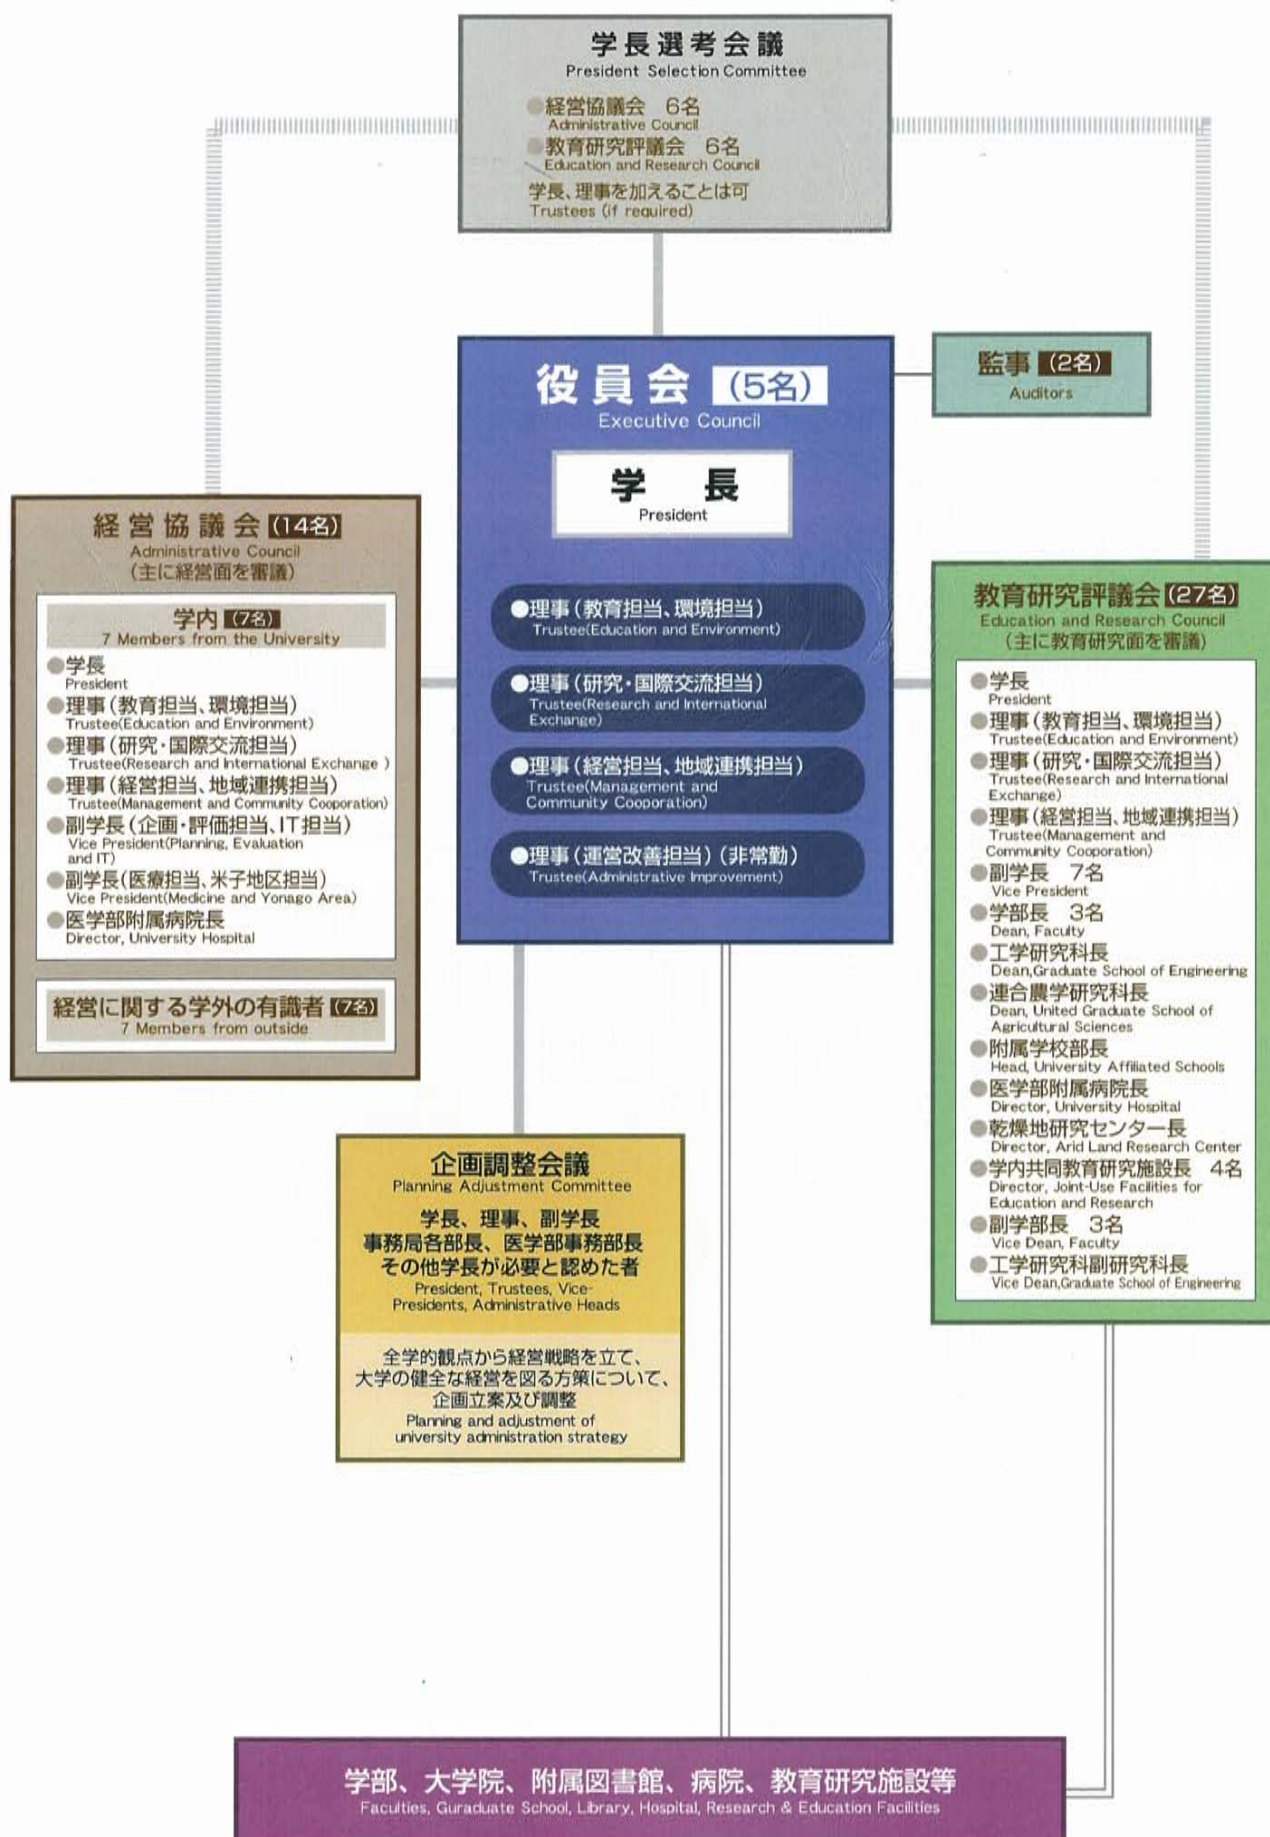 学長選考会議
President Selection Committee
●経営協議会 6名
Administrative Council
●教育研究評議会 6名
Education and Research Council
学長、理事を加えることは可
Trustees (if required)
役員会 (5名)
Executive Council
学 長
President
●理事(教育担当、環境担当)
Trustee(Education and Environment)
●理事(研究・国際交流担当)
Trustee(Research and International
Exchange)
●理事(経営担当、地域連携担当)
Trustee(Management and
Community Cooporation)
●理事(運営改善担当)(非常勤)
Trustee(Administrative Improvement)
監事 (2名)
Auditors
経営協議会 (14名)
Administrative Council
(主に経営面を審議)
学内 (7名)
7 Members from the University
●学長
President
●理事(教育担当、環境担当)
Trustee(Education and Environment)
●理事(研究・国際交流担当)
Trustee(Research and International Exchange )
●理事(経営担当、地域連携担当)
Trustee(Management and Community Cooporation)
●副学長(企画・評価担当、IT担当)
Vice President(Planning, Evaluation
and IT)
●副学長(医療担当、米子地区担当)
Vice President(Medicine and Yonago Area)
●医学部附属病院長
Director, University Hospital
経営に関する学外の有識者 (7名)
7 Members from outside
教育研究評議会 (27名)
Education and Research Council
(主に教育研究面を審議)
●学長
President
●理事(教育担当、環境担当)
Trustee(Education and Environment)
●理事(研究・国際交流担当)
Trustee(Research and International
Exchange)
●理事(経営担当、地域連携担当)
Trustee(Management and
Community Cooporation)
●副学長 7名
Vice President
●学部長 3名
Dean, Faculty
●工学研究科長
Dean,Graduate School of Engineering
●連合農学研究科長
Dean, United Graduate School of
Agricultural Sciences
●附属学校部長
Head, University Affiliated Schools
●医学部附属病院長
Director, University Hospital
●乾燥地研究センター長
Director, Arid Land Research Center
●学内共同教育研究施設長 4名
Director, Joint-Use Facilities for
Education and Research
●副学部長 3名
Vice Dean, Faculty
●工学研究科副研究科長
Vice Dean,Graduate School of Engineering
企画調整会議
Planning Adjustment Committee
学長、理事、副学長
事務局各部長、医学部事務部長
その他学長が必要と認めた者
President, Trustees, Vice-
Presidents, Administrative Heads
全学的観点から経営戦略を立て、
大学の健全な経営を図る方策について、
企画立案及び調整
Planning and adjustment of
university administration strategy
学部、大学院、附属図書館、病院、教育研究施設等
Faculties, Guraduate School, Library, Hospital, Research & Education Facilities